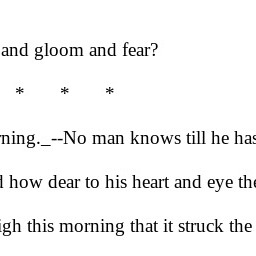 and gloom and fear?
* * *
rning._--No man knows till he has
d how dear to his heart and eye the
igh this morning that it struck the